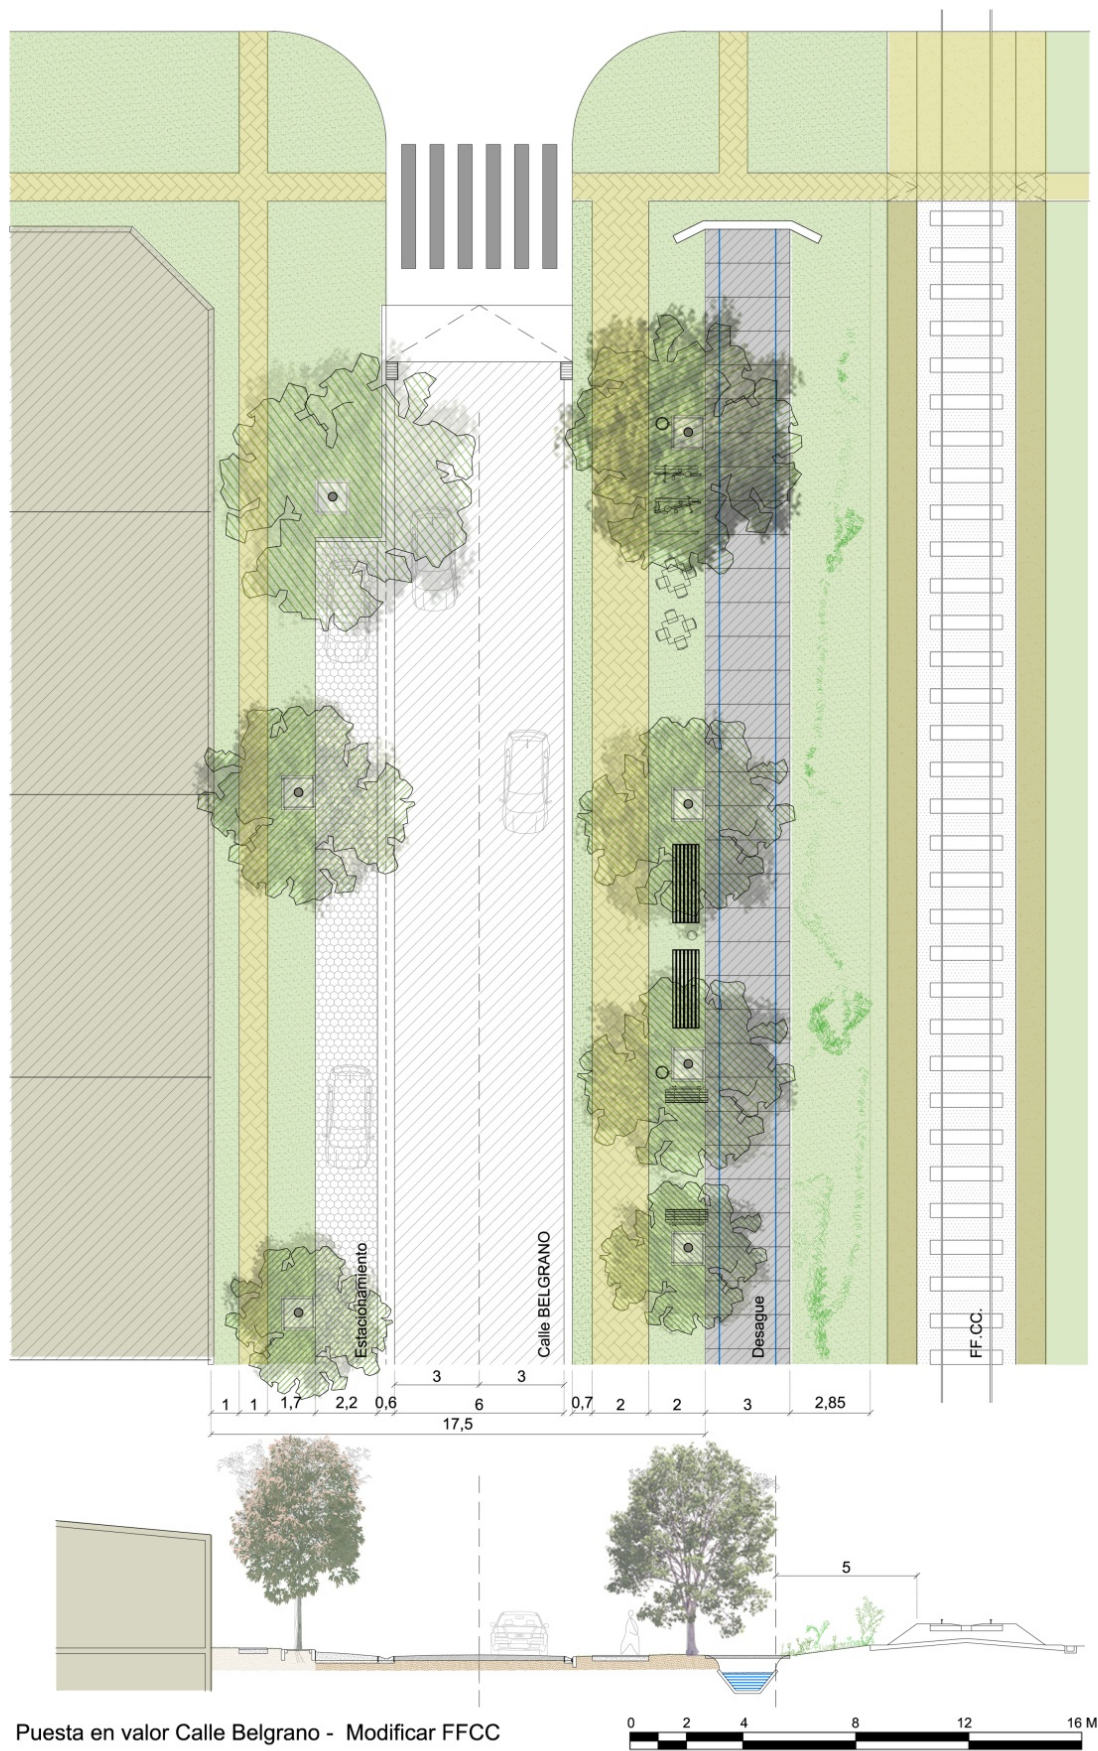 Estacionamiento
Calle BELGRANO
Desague
FF.CC.
3 3
1 1 1,7 2,2 0,6 6 0,7 2 2 3 2,85
17,5
5
Puesta en valor Calle Belgrano - Modificar FFCC
0 2 4 8 12 16 M